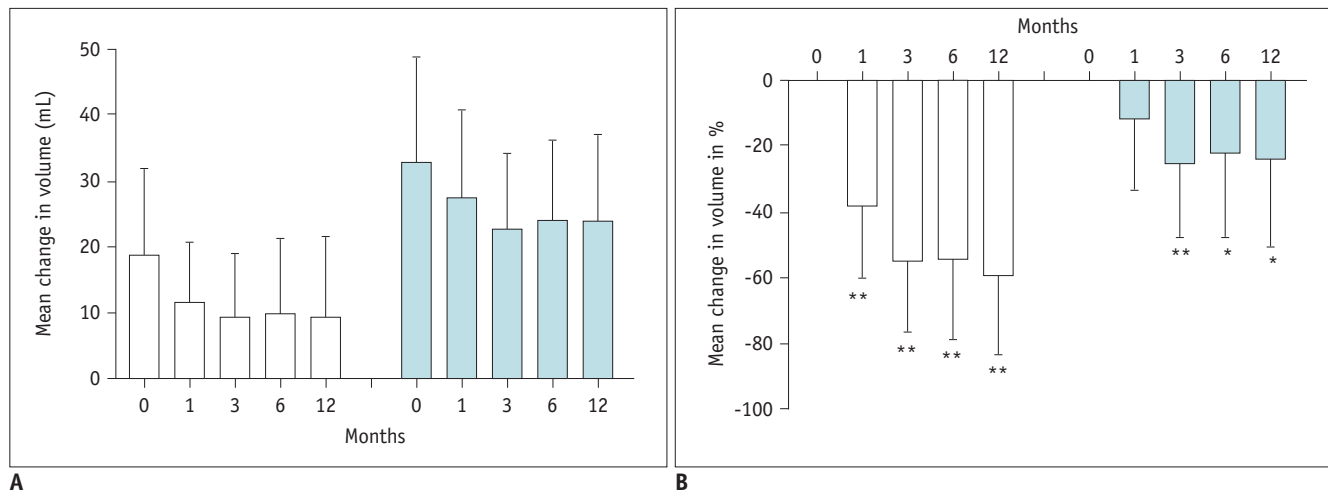 50
40
30
20
10
0
Mean change in volume (mL)
0 1 3 6 12 0 1 3 6 12
Months
A
Months
0 1 3 6 12 0 1 3 6 12
0
-20
-40
-60
-80
-100
Mean change in volume in %
** ** ** ** ** * *
B